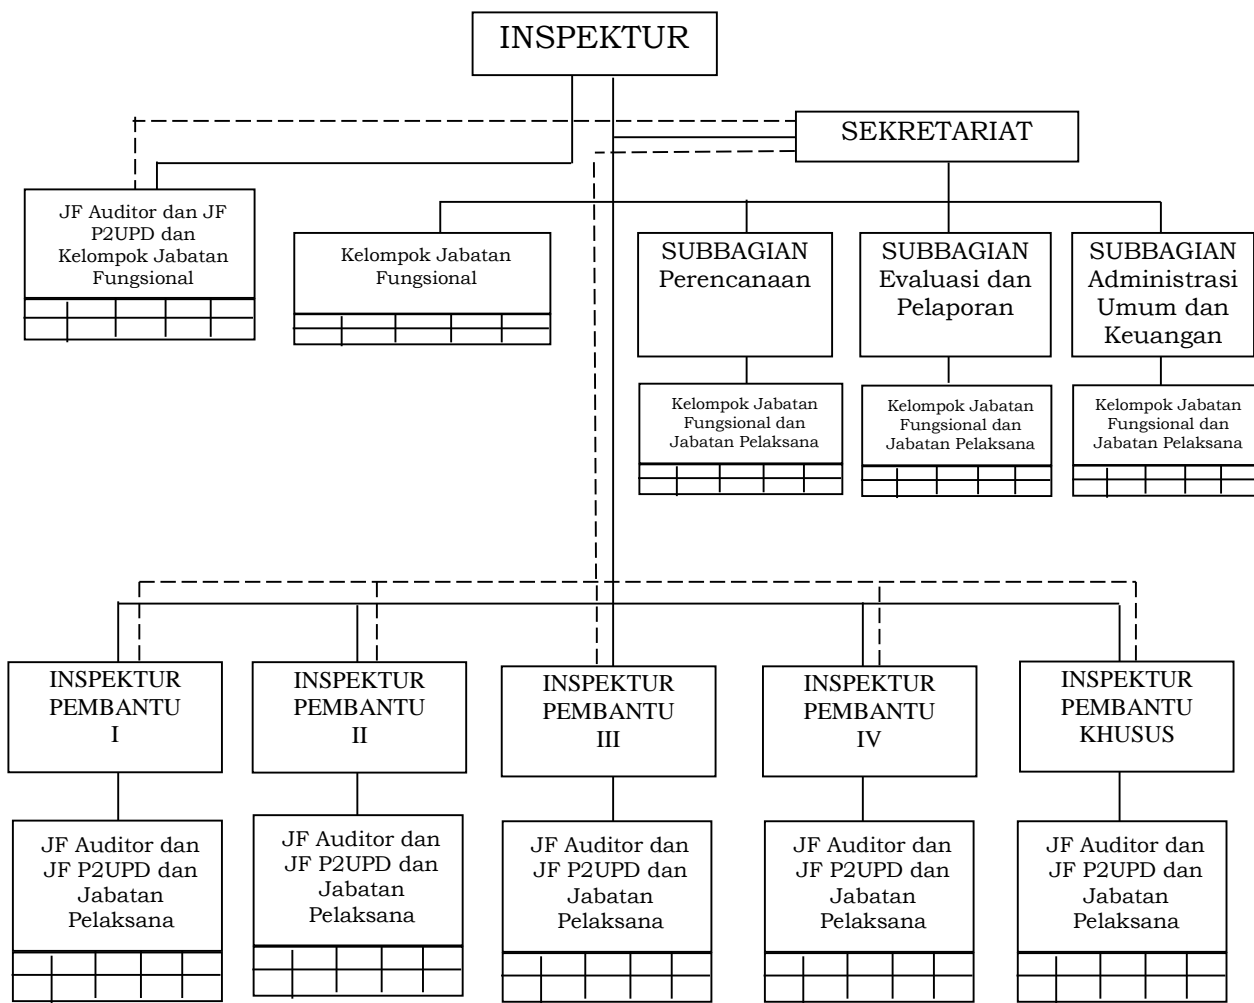 INSPEKTUR
SEKRETARIAT
JF Auditor dan JF
P2UPD dan
Kelompok Jabatan
Fungsional
Kelompok Jabatan
Fungsional
SUBBAGIAN
Perencanaan
SUBBAGIAN
Evaluasi dan
Pelaporan
SUBBAGIAN
Administrasi
Umum dan
Keuangan
Kelompok Jabatan
Fungsional dan
Jabatan Pelaksana
Kelompok Jabatan
Fungsional dan
Jabatan Pelaksana
Kelompok Jabatan
Fungsional dan
Jabatan Pelaksana
INSPEKTUR
PEMBANTU
I
INSPEKTUR
PEMBANTU
II
INSPEKTUR
PEMBANTU
III
INSPEKTUR
PEMBANTU
IV
INSPEKTUR
PEMBANTU
KHUSUS
JF Auditor dan
JF P2UPD dan
Jabatan
Pelaksana
JF Auditor dan
JF P2UPD dan
Jabatan
Pelaksana
JF Auditor dan
JF P2UPD dan
Jabatan
Pelaksana
JF Auditor dan
JF P2UPD dan
Jabatan
Pelaksana
JF Auditor dan
JF P2UPD dan
Jabatan
Pelaksana